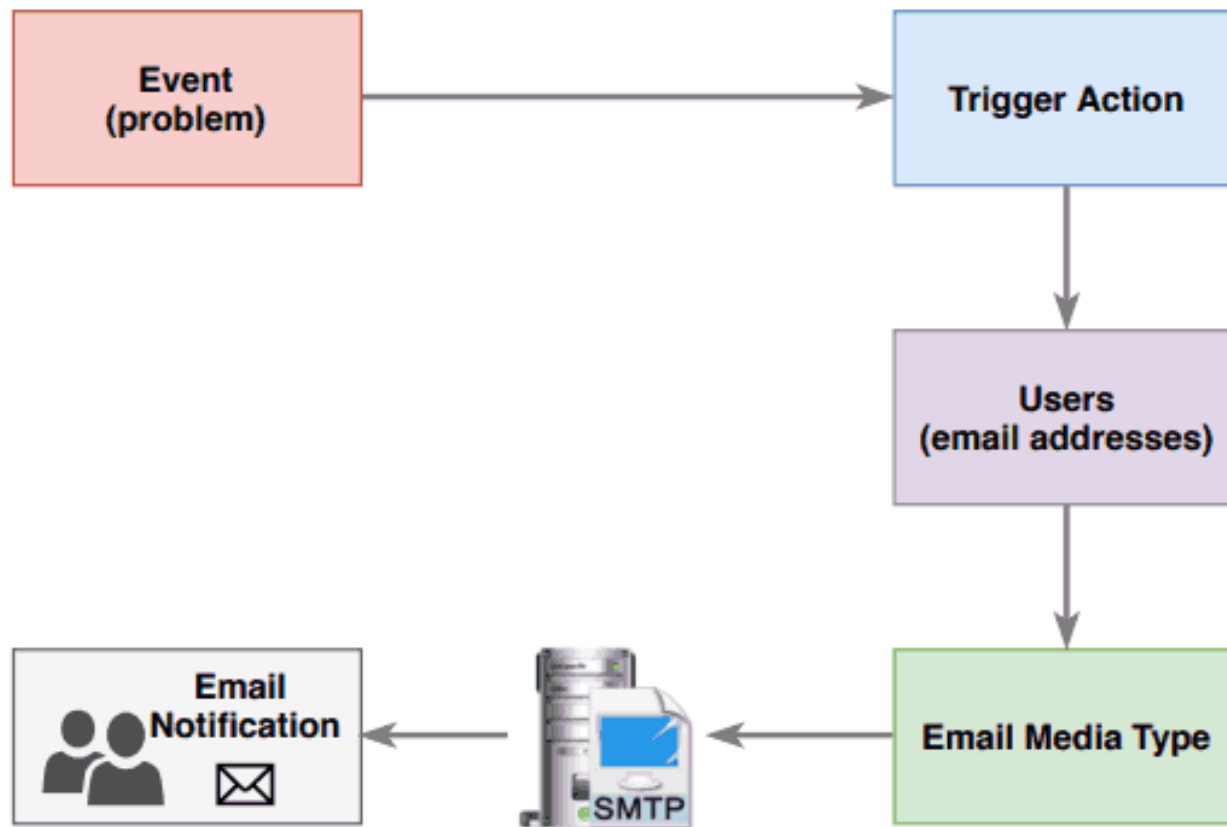 Event
(problem)
Trigger Action
Users
(email addresses)
Email Media Type
SMTP
Email
Notification